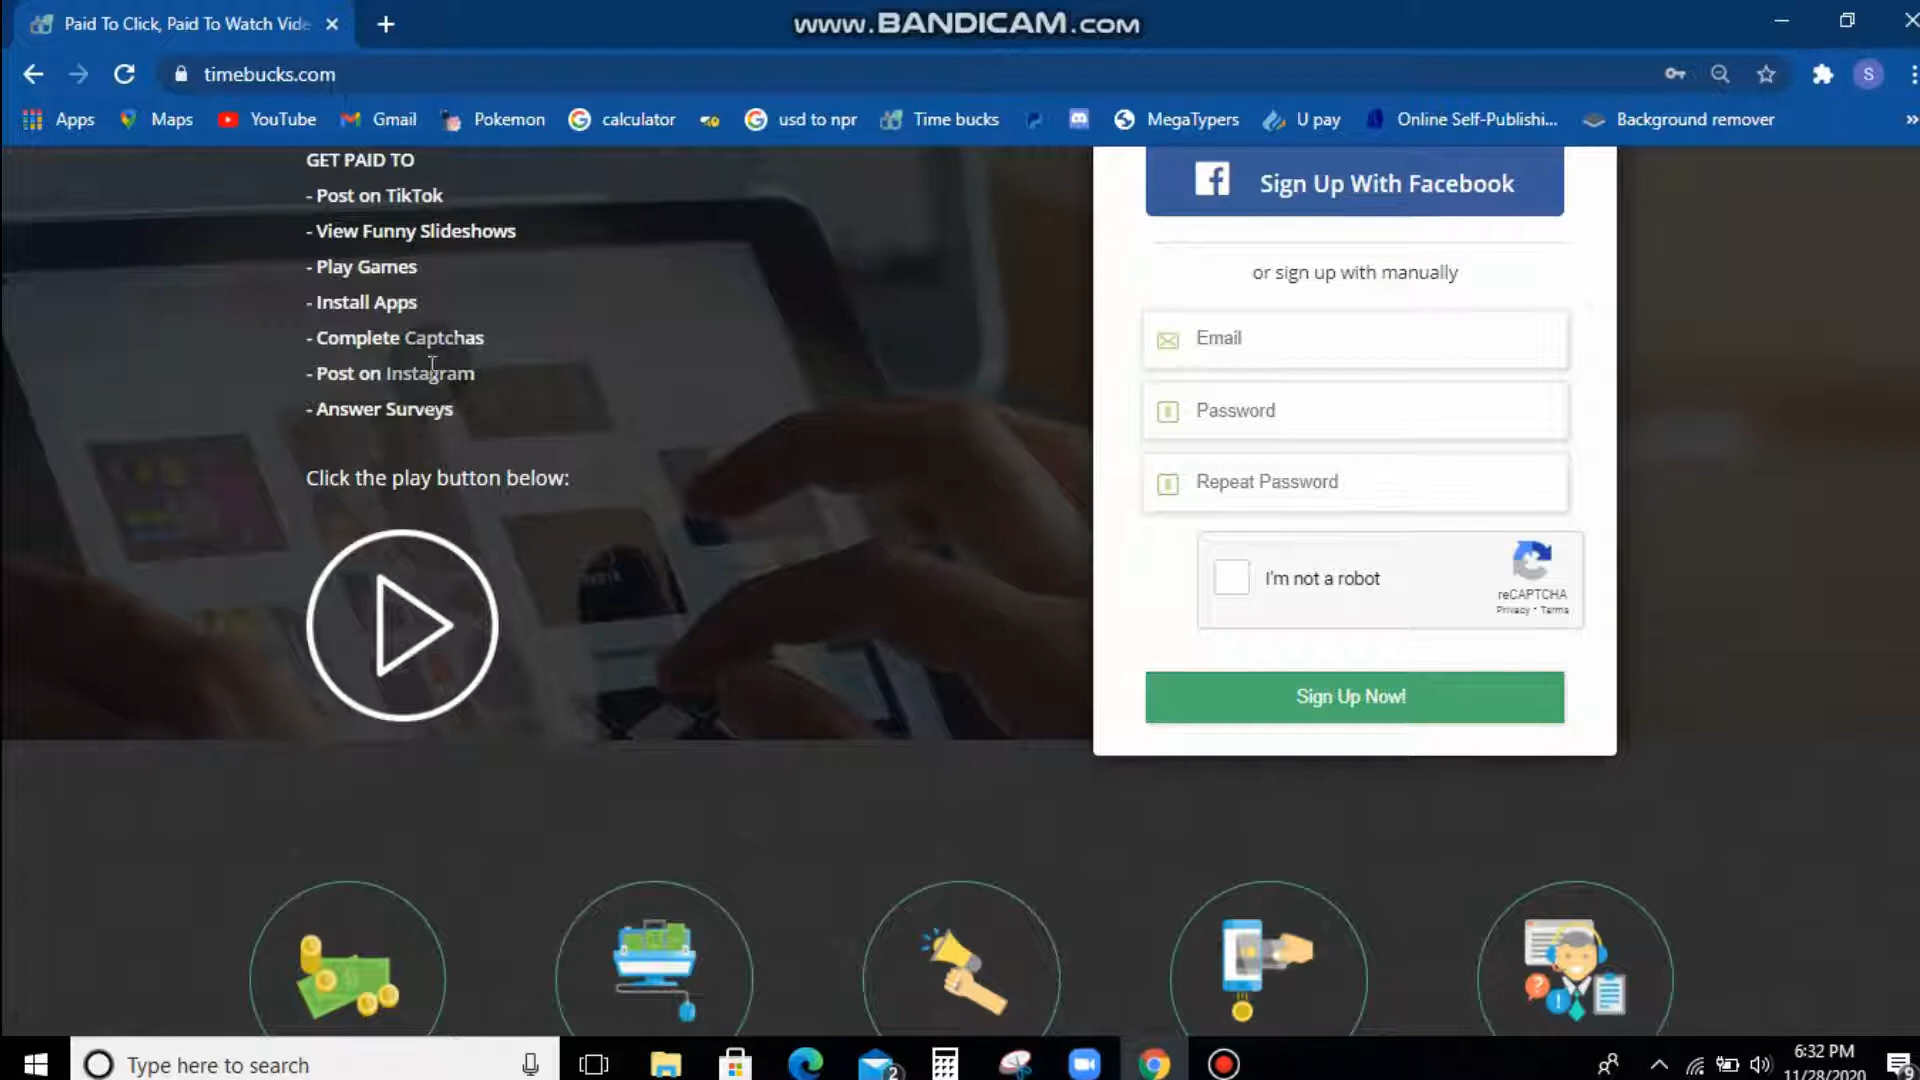 Paid To Click, Paid To Watch Vide
www.BANDICAM.com
timebucks.com
S
Apps
Maps
YouTube
Gmail
Pokemon
calculator
usd to npr
Time bucks
MegaTypers
U pay
Online Self-Publishi...
Background remover
GET PAID TO
- Post on TikTok
- View Funny Slideshows
- Play Games
- Install Apps
- Complete Captchas
- Post on Instagram
- Answer Surveys
Click the play button below:
Sign Up With Facebook
or sign up with manually
Email
Password
Repeat Password
I'm not a robot
reCAPTCHA
Privacy - Terms
Sign Up Now!
Type here to search
2
6:32 PM
11/28/2020
9